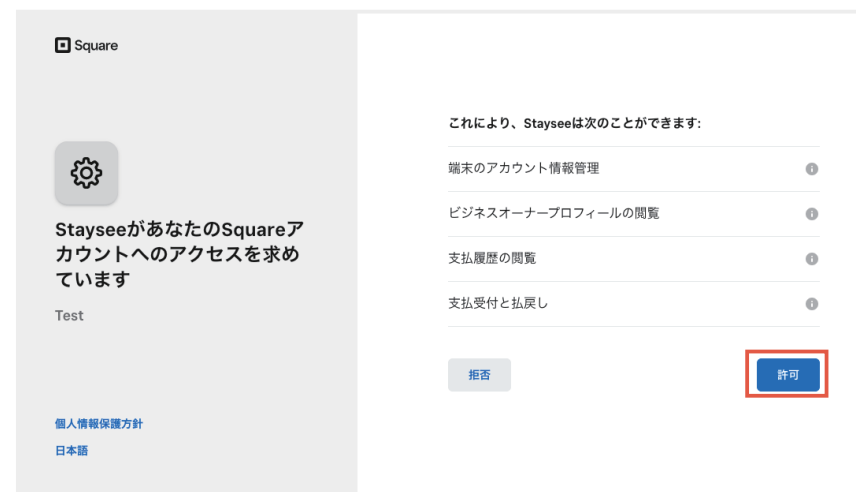 Square
StayseeがあなたのSquareア
カウントへのアクセスを求め
ています
Test
個人情報保護方針
日本語
これにより、Stayseeは次のことができます:
端末のアカウント情報管理
ビジネスオーナープロフィールの閲覧
支払履歴の閲覧
支払受付と払戻し
拒否
許可